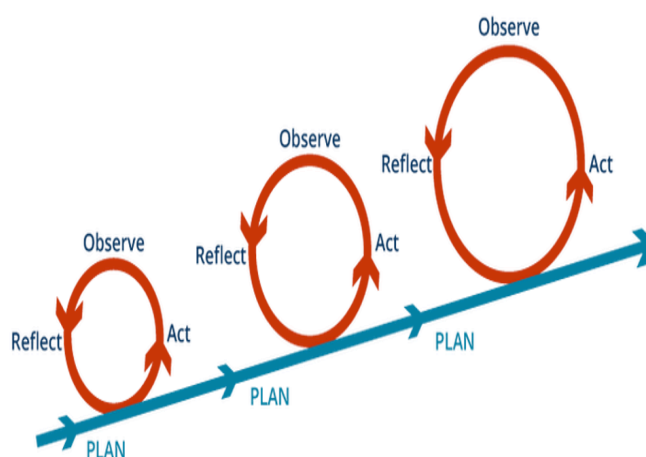 Observe
Reflect
Act
PLAN
Observe
Reflect
Act
PLAN
Observe
Reflect
Act
PLAN